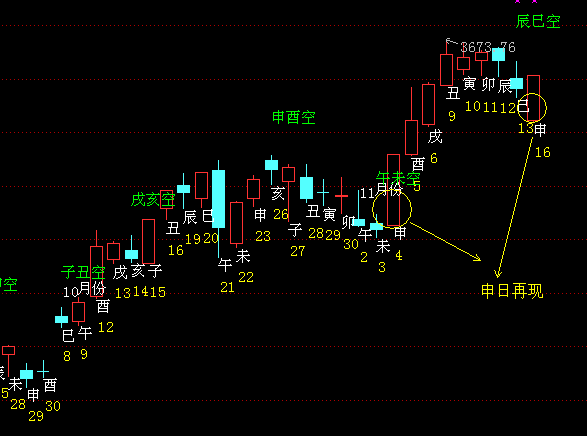 辰巳空
3673.76
丑
寅
卯
辰
巳
申
9
10
11
12
13
16
申酉空
戌
6
酉
5
午未空
11月份
戌亥空
丑
辰
巳
申
亥
子
丑
寅
卯
午
未
申
16
19
20
23
26
27
28
29
30
2
3
4
午
未
21
22
子丑空
10月份
戌
亥
子
酉
13
14
15
12
空
巳
午
8
9
申日再现
辰
未
申
酉
5
28
29
30